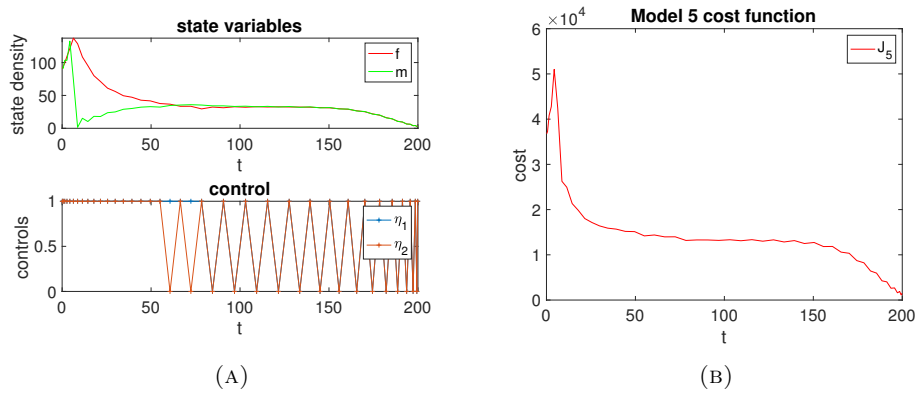 state variables
state density
100
50
0
f
m
0 50 100 150 200
t
control
controls
1
0.5
0
η1
η2
0 50 100 150 200
t
(A)
Model 5 cost function
×10^4
cost
6
5
4
3
2
1
0
J5
0 50 100 150 200
t
(B)